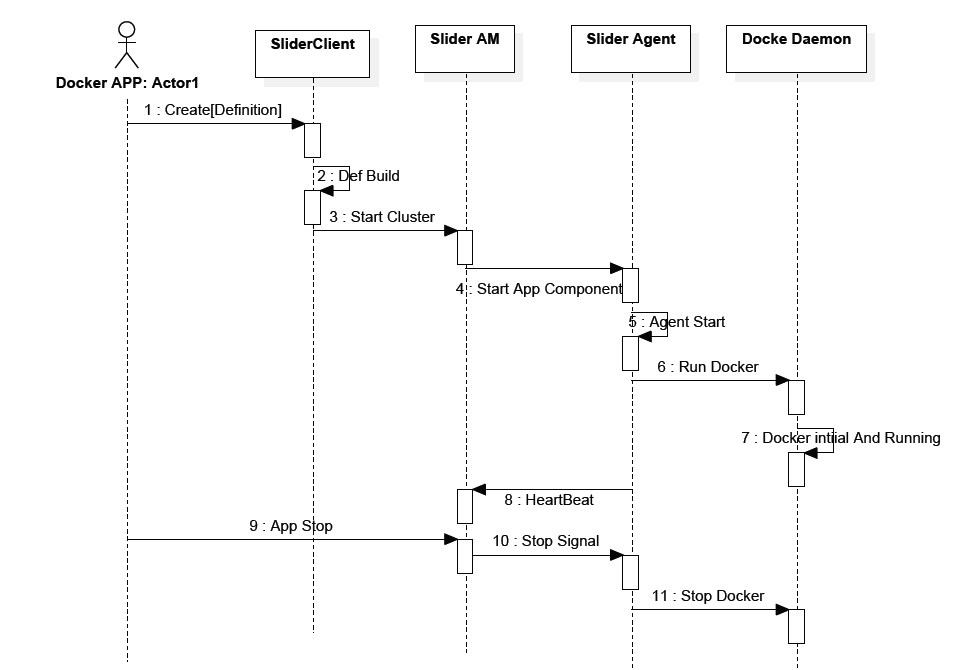 SliderClient
Slider AM
Slider Agent
Docke Daemon
Docker APP: Actor1
1 : Create[Definition]
2 : Def Build
3 : Start Cluster
4 : Start App Component
5 : Agent Start
6 : Run Docker
7 : Docker intiial And Running
8 : HeartBeat
9 : App Stop
10 : Stop Signal
11 : Stop Docker